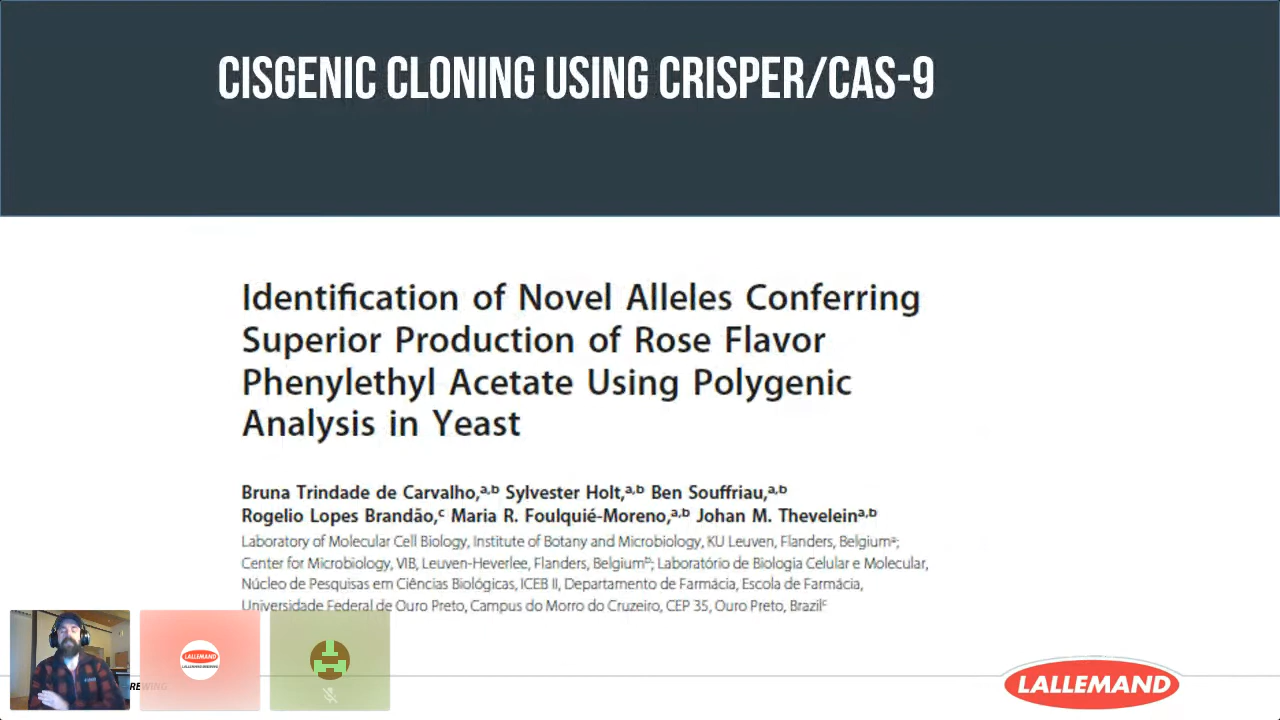 CISGENIC CLONING USING CRISPER/CAS-9
Identification of Novel Alleles Conferring
Superior Production of Rose Flavor
Phenylethyl Acetate Using Polygenic
Analysis in Yeast
Bruna Trindade de Carvalho,a,b Sylvester Holt,a,b Ben Souffriau,a,b
Rogelio Lopes Brandão,c Maria R. Foulquié-Moreno,a,b Johan M. Theveleina,b
Laboratory of Molecular Cell Biology, Institute of Botany and Microbiology, KU Leuven, Flanders, Belgiuma;
Center for Microbiology, VIB, Leuven-Heverlee, Flanders, Belgiumb; Laboratório de Biologia Celular e Molecular,
Núcleo de Pesquisas em Ciências Biológicas, ICEB II, Departamento de Farmácia, Escola de Farmácia,
Universidade Federal de Ouro Preto, Campus do Morro do Cruzeiro, CEP 35, Ouro Preto, Brazilc
LALLEMAND
REWING
LALLEMAND